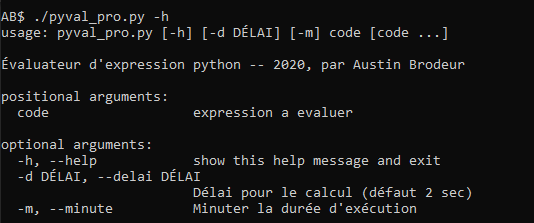 AB$ ./pyval_pro.py -h
usage: pyval_pro.py [-h] [-d DÉLAI] [-m] code [code ...]
Évaluateur d'expression python -- 2020, par Austin Brodeur
positional arguments:
code expression a evaluer
optional arguments:
-h, --help show this help message and exit
-d DÉLAI, --delai DÉLAI
Délai pour le calcul (défaut 2 sec)
-m, --minute Minuter la durée d'exécution